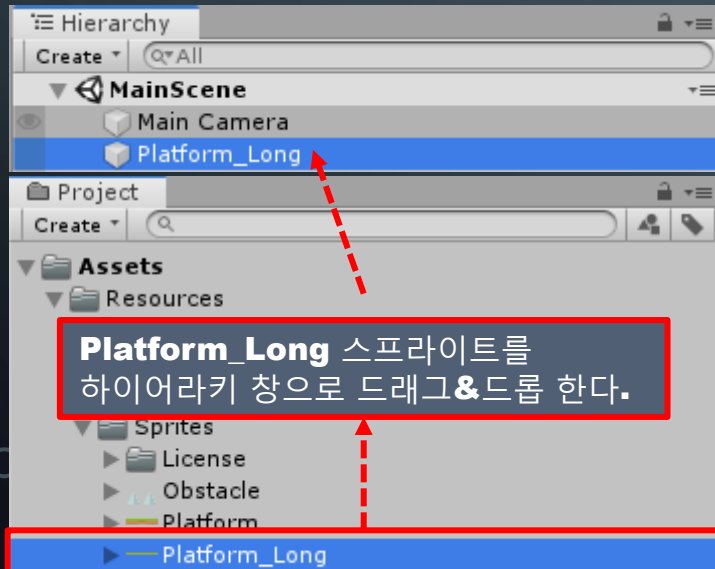 Hierarchy
Create
All
MainScene
Main Camera
Platform_Long
Project
Create
Assets
Resources
Platform_Long 스프라이트를
하이어라키 창으로 드래그&드롭 한다.
Sprites
License
Obstacle
Platform
Platform_Long